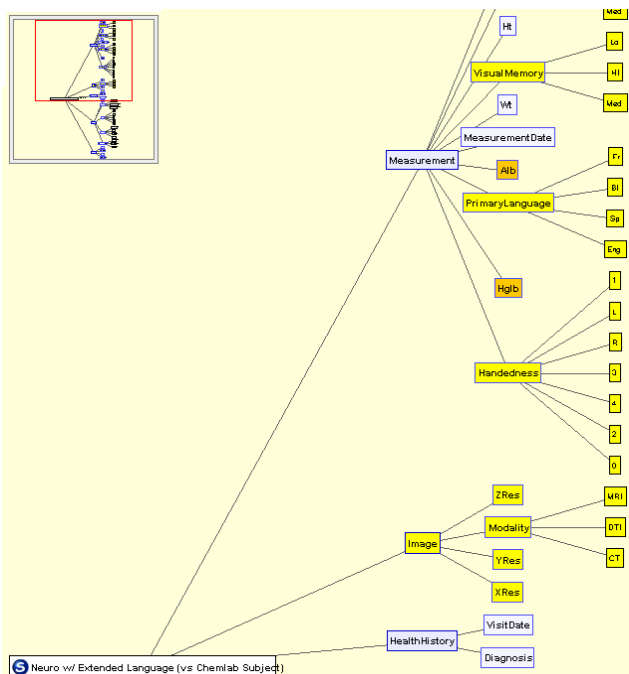 Med
Ht
Lo
VisualMemory
HI
Med
Wt
MeasurementDate
Measurement
Fr
Alb
BI
PrimaryLanguage
Sp
Eng
1
Hglb
L
R
Handedness
3
4
2
0
ZRes
MRI
Modality
DTI
Image
YRes
CT
XRes
VisitDate
HealthHistory
Diagnosis
S Neuro w/ Extended Language (vs Chemlab Subject)